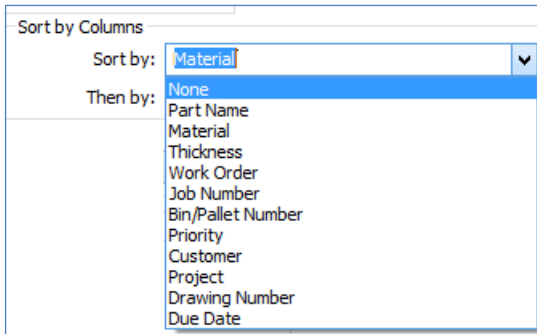 Sort by Columns
Sort by: Material
Then by:
None
Part Name
Material
Thickness
Work Order
Job Number
Bin/Pallet Number
Priority
Customer
Project
Drawing Number
Due Date